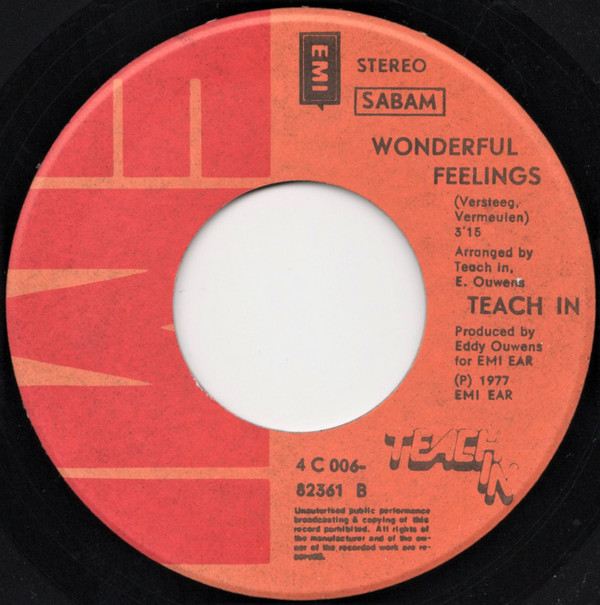 EMI
STEREO
SABAM
WONDERFUL
FEELINGS
(Versteeg,
Vermeulen)
3'15
Arranged by
Teach in,
E. Ouwens
TEACH IN
Produced by
Eddy Ouwens
for EMI EAR
(P) 1977
EMI EAR
TEACH
IN
4 C 006-
82361 B
Unauthorised public performance
broadcasting & copying of this
record porhibited. All rights of
the manufacturer and of the ow-
ner of the recorded work are re-
served.
EMI